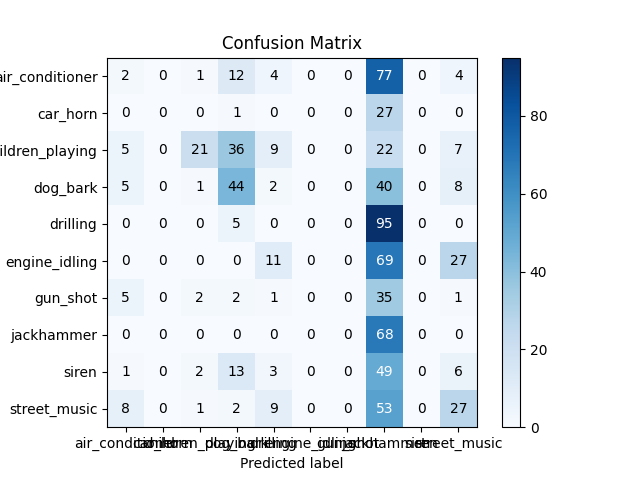 Confusion Matrix
air_conditioner 2 0 1 12 4 0 0 77 0 4
car_horn 0 0 0 1 0 0 0 27 0 0
ildren_playing 5 0 21 36 9 0 0 22 0 7
dog_bark 5 0 1 44 2 0 0 40 0 8
drilling 0 0 0 5 0 0 0 95 0 0
engine_idling 0 0 0 0 11 0 0 69 0 27
gun_shot 5 0 2 2 1 0 0 35 0 1
jackhammer 0 0 0 0 0 0 0 68 0 0
siren 1 0 2 13 3 0 0 49 0 6
street_music 8 0 1 2 9 0 0 53 0 27
80
60
40
20
0
street_music
Predicted label